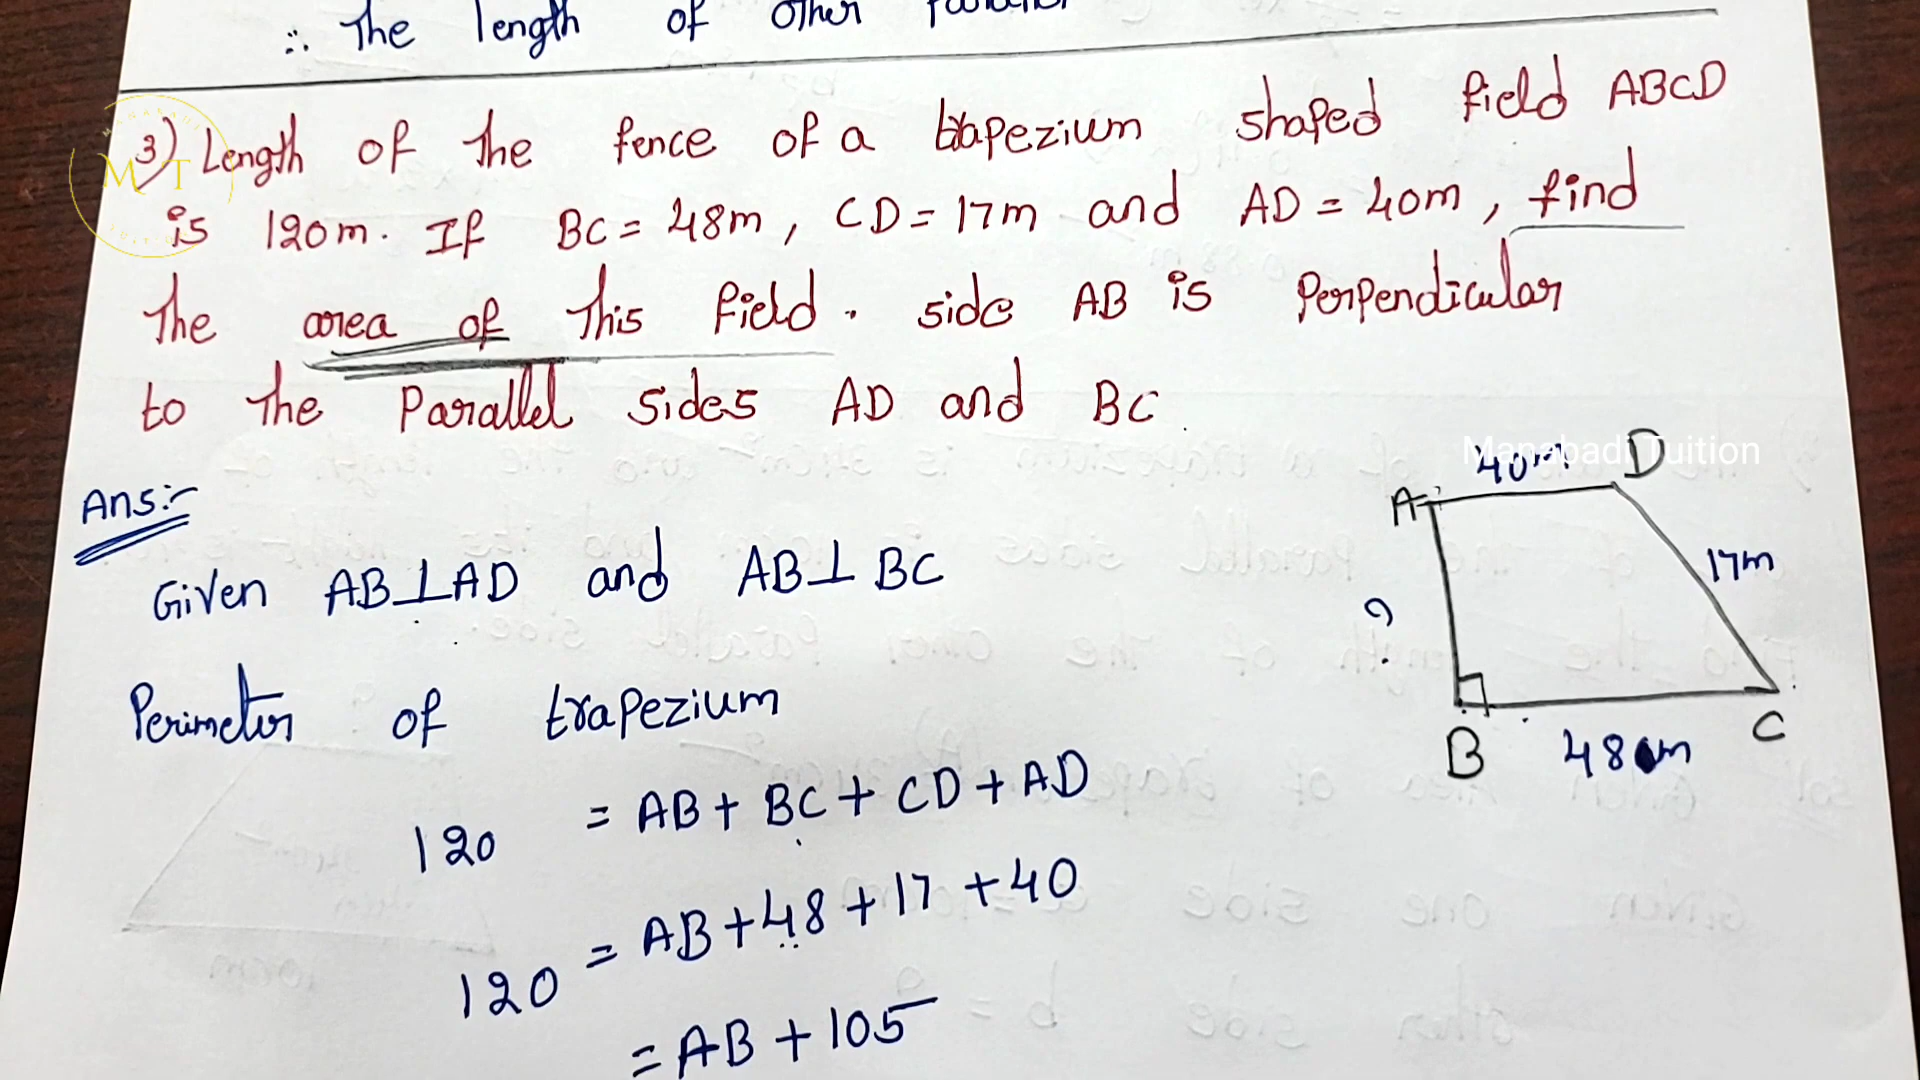 ∴ The length of other
3) Length of the fence of a trapezium shaped field ABCD
is 120m. If BC = 48m, CD = 17m and AD = 40m, find
the area of this field. side AB is Perpendicular
to the Parallel sides AD and BC.
Manabadi Tuition
M T
Ans:-
Given AB⊥AD and AB⊥BC
Perimeter of trapezium
= AB + BC + CD + AD
120
= AB + 48 + 17 + 40
120
= AB + 105
40m
A D
17m
?
B C
48m